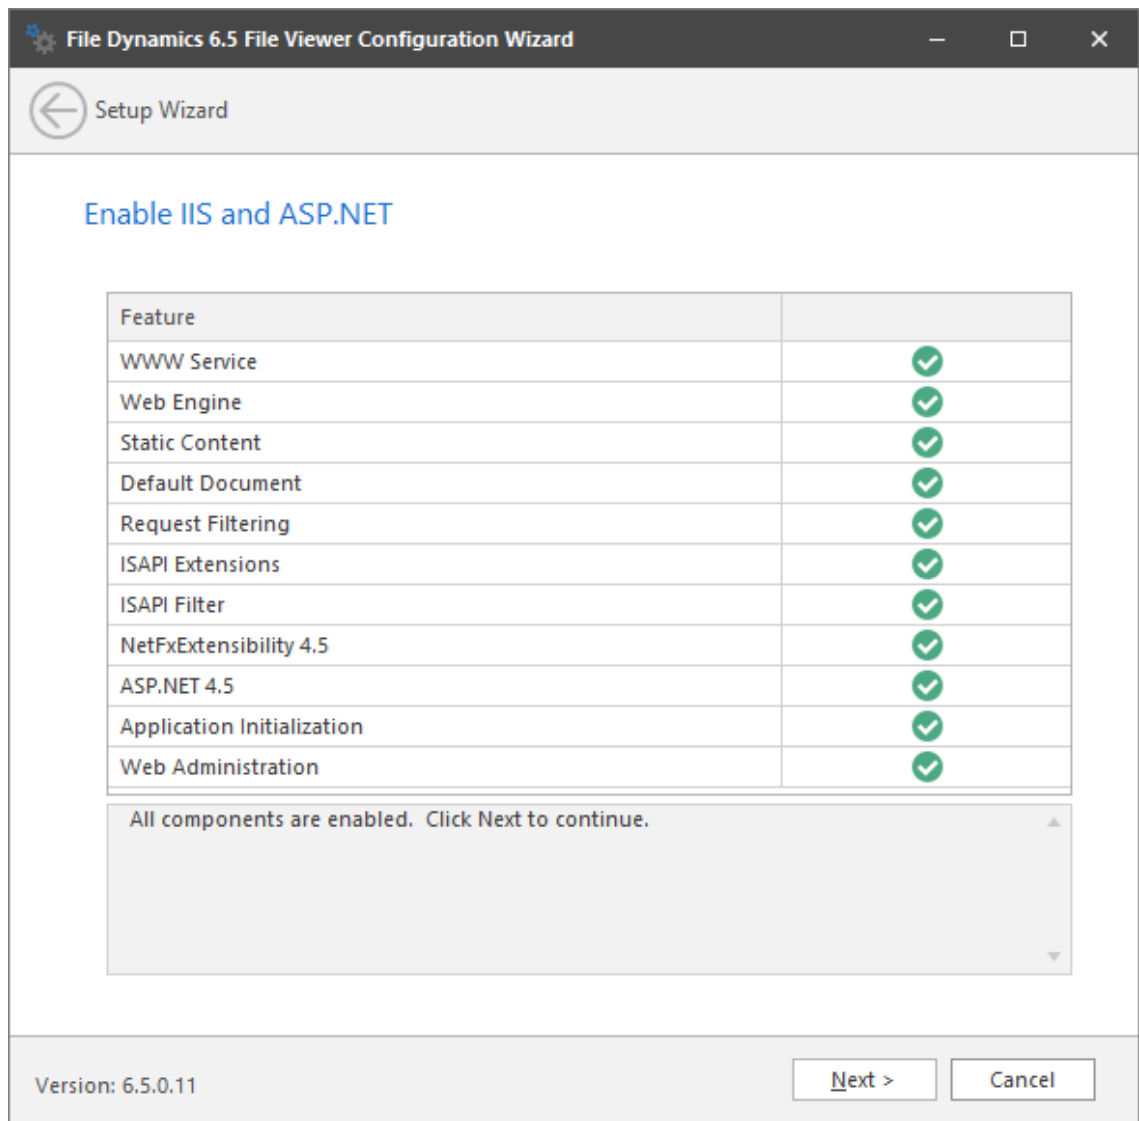 File Dynamics 6.5 File Viewer Configuration Wizard
Setup Wizard
Enable IIS and ASP.NET
Feature
WWW Service
Web Engine
Static Content
Default Document
Request Filtering
ISAPI Extensions
ISAPI Filter
NetFxExtensibility 4.5
ASP.NET 4.5
Application Initialization
Web Administration
All components are enabled.  Click Next to continue.
Version: 6.5.0.11
Next >
Cancel